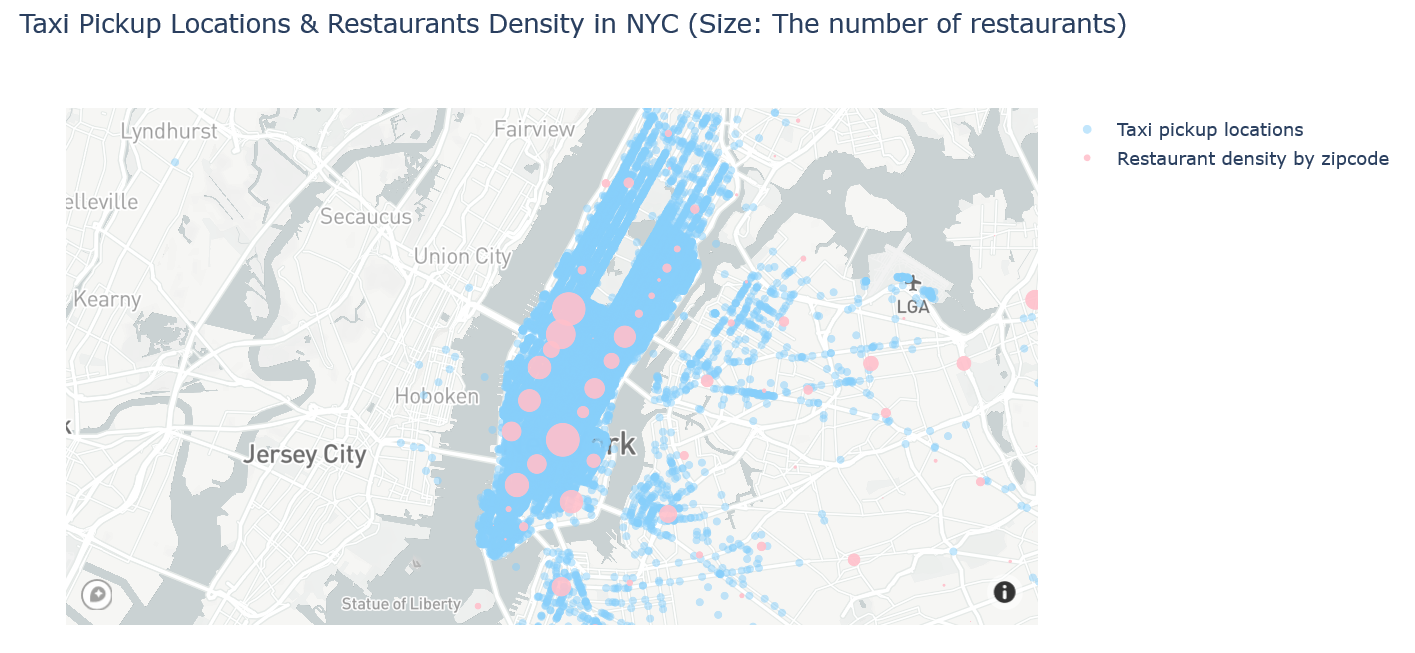 Taxi Pickup Locations & Restaurants Density in NYC (Size: The number of restaurants)
Taxi pickup locations
Restaurant density by zipcode
Lyndhurst
Fairview
elleville
Secaucus
Union City
Kearny
LGA
Hoboken
k
Jersey City
ork
Statue of Liberty